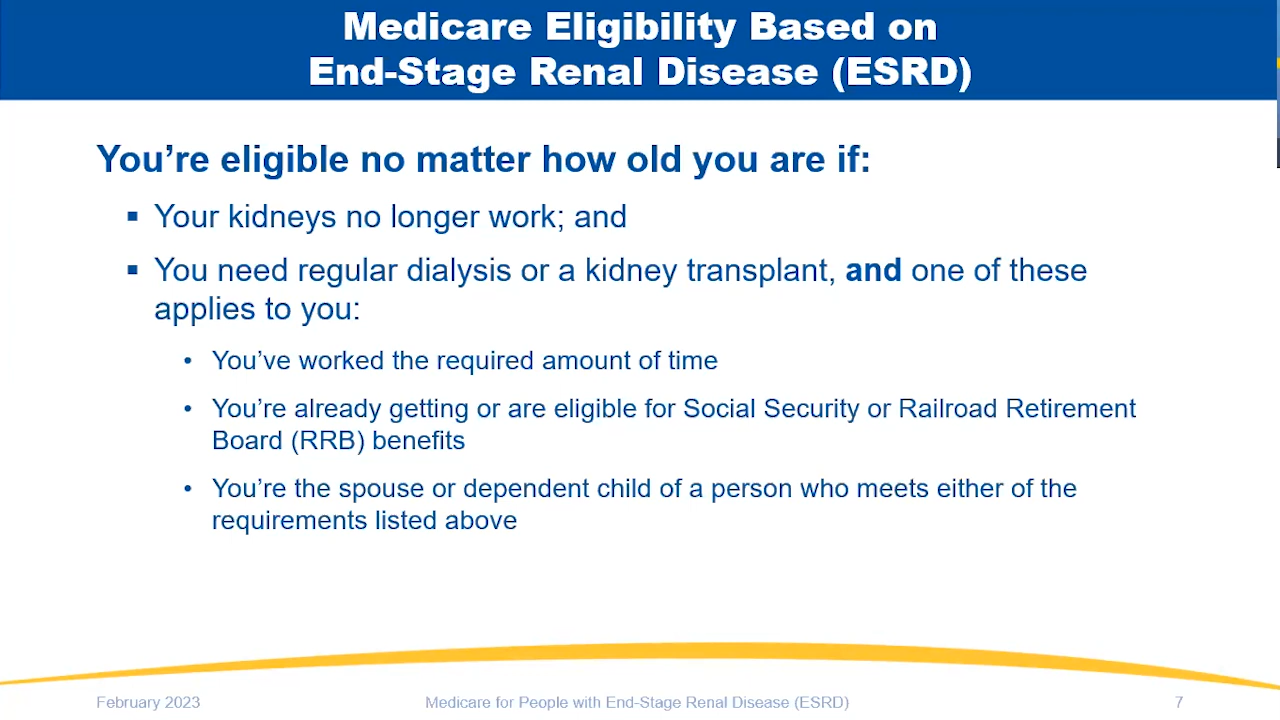 Medicare Eligibility Based on
End-Stage Renal Disease (ESRD)
You're eligible no matter how old you are if:
▪ Your kidneys no longer work; and
▪ You need regular dialysis or a kidney transplant, and one of these
applies to you:
• You've worked the required amount of time
• You're already getting or are eligible for Social Security or Railroad Retirement
Board (RRB) benefits
• You're the spouse or dependent child of a person who meets either of the
requirements listed above
February 2023
Medicare for People with End-Stage Renal Disease (ESRD)
7